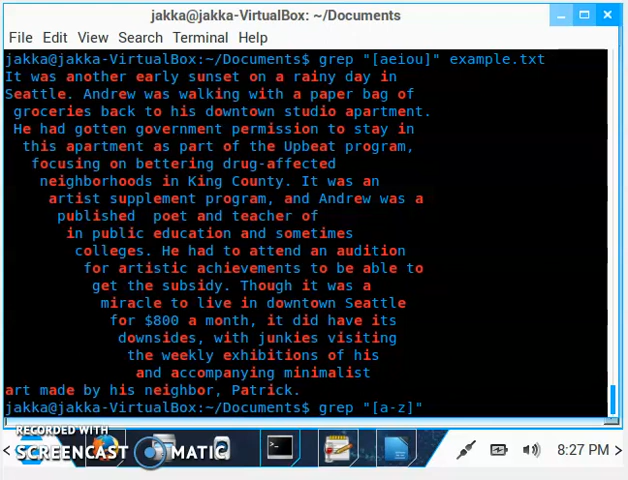 jakka@jakka-VirtualBox: ~/Documents
File Edit View Search Terminal Help
jakka@jakka-VirtualBox:~/Documents$ grep "[aeiou]" example.txt
It was another early sunset on a rainy day in
Seattle. Andrew was walking with a paper bag of
groceries back to his downtown studio apartment.
He had gotten government permission to stay in
this apartment as part of the Upbeat program,
focusing on bettering drug-affected
neighborhoods in King County. It was an
artist supplement program, and Andrew was a
published  poet and teacher of
in public education and sometimes
colleges. He had to attend an audition
for artistic achievements to be able to
get the subsidy. Though it was a
miracle to live in downtown Seattle
for $800 a month, it did have its
downsides, with junkies visiting
the weekly exhibitions of his
and accompanying minimalist
art made by his neighbor, Patrick.
jakka@jakka-VirtualBox:~/Documents$ grep "[a-z]"
RECORDED WITH
SCREENCAST MATIC
8:27 PM